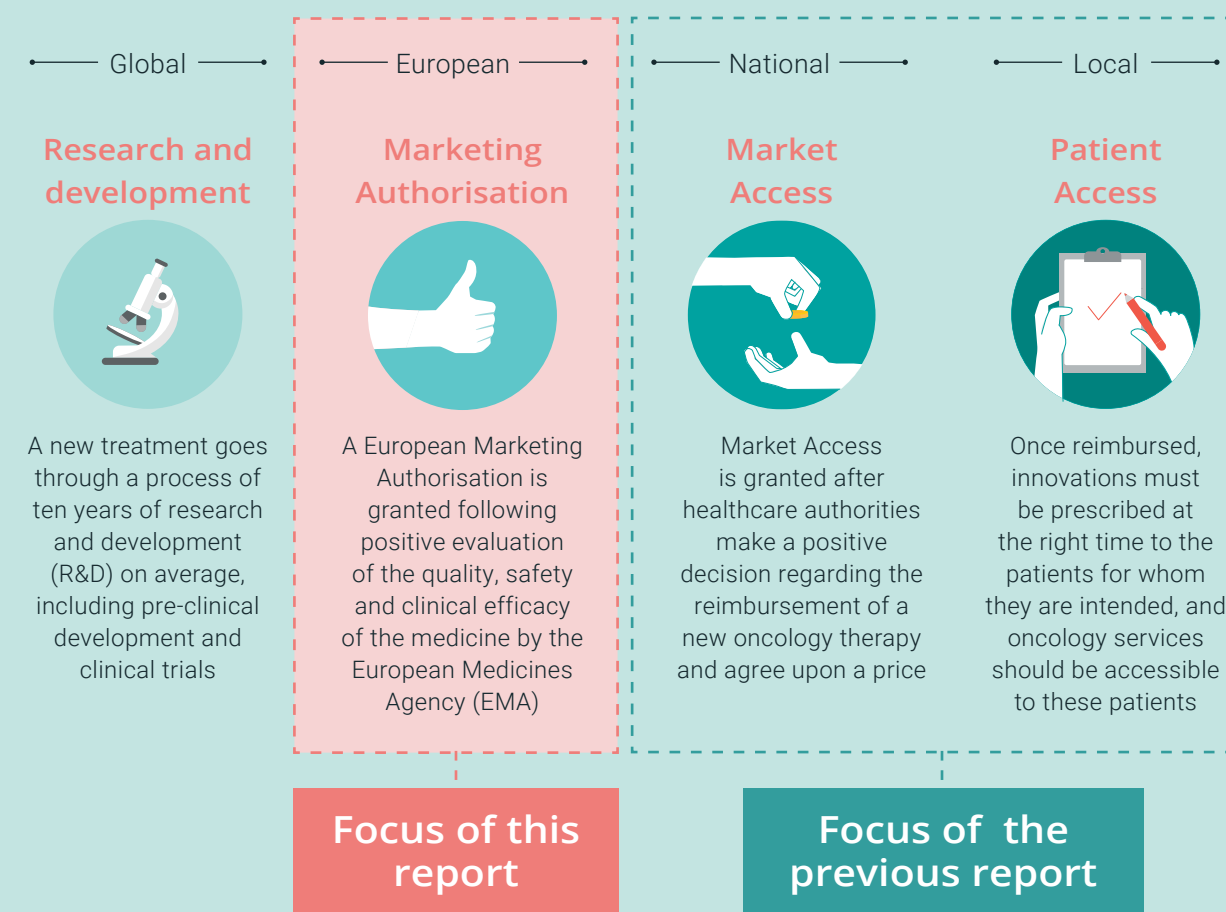 Global
Research and
development
A new treatment goes
through a process of
ten years of research
and development
(R&D) on average,
including pre-clinical
development and
clinical trials
European
Marketing
Authorisation
A European Marketing
Authorisation is
granted following
positive evaluation
of the quality, safety
and clinical efficacy
of the medicine by the
European Medicines
Agency (EMA)
Focus of this
report
National
Market
Access
Market Access
is granted after
healthcare authorities
make a positive
decision regarding the
reimbursement of a
new oncology therapy
and agree upon a price
Local
Patient
Access
Once reimbursed,
innovations must
be prescribed at
the right time to the
patients for whom
they are intended, and
oncology services
should be accessible
to these patients
Focus of the
previous report